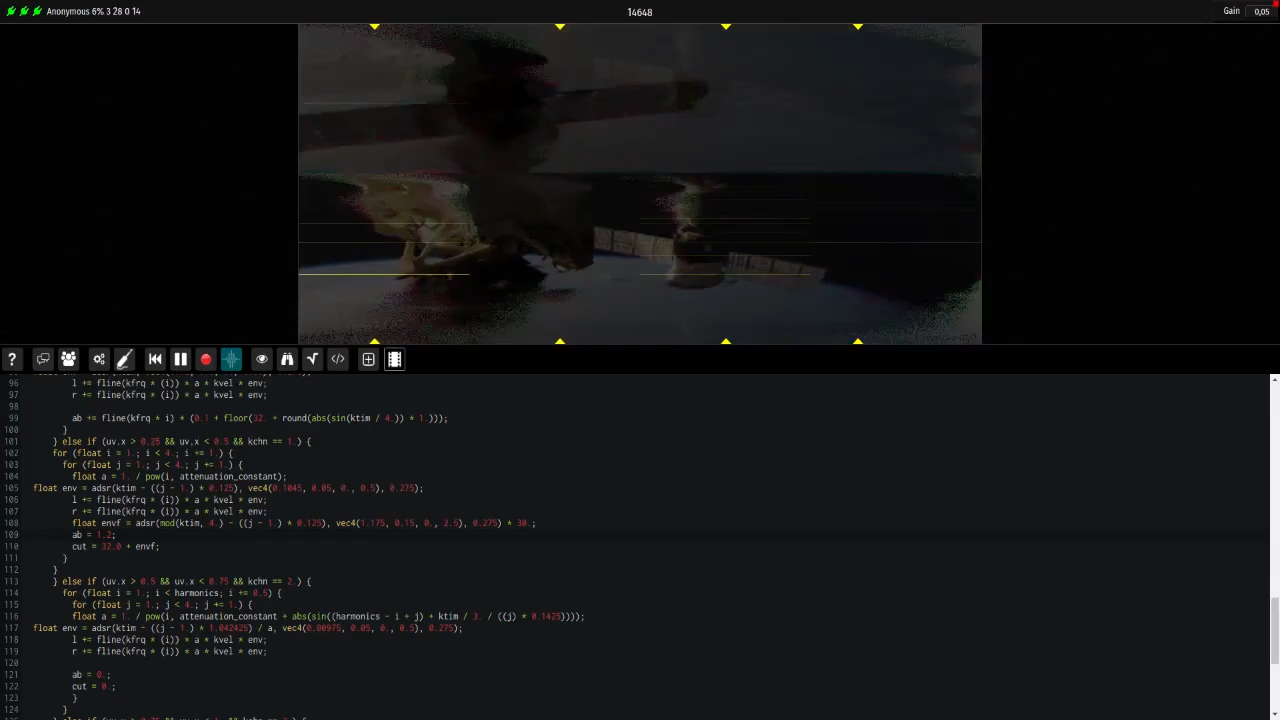 Anonymous 6% 3 28 0 14
14648
Gain 0,05
96 l += fline(kfrq * (i)) * a * kvel * env;
97 r += fline(kfrq * (i)) * a * kvel * env;
98
99 ab += fline(kfrq * i) * (0.1 + floor(32. + round(abs(sin(ktim / 4.)) * 1.)));
100 }
101 } else if (uv.x > 0.25 && uv.x < 0.5 && kchn == 1.) {
102 for (float i = 1.; i < 4.; i += 1.) {
103 for (float j = 1.; j < 4.; j += 1.) {
104 float a = 1. / pow(i, attenuation_constant);
105 float env = adsr(ktim - ((j - 1.) * 0.125), vec4(0.1045, 0.05, 0., 0.5), 0.275);
106 l += fline(kfrq * (i)) * a * kvel * env;
107 r += fline(kfrq * (i)) * a * kvel * env;
108 float envf = adsr(mod(ktim, 4.) - ((j - 1.) * 0.125), vec4(1.175, 0.15, 0., 2.5), 0.275) * 30.;
109 ab = 1.2;
110 cut = 32.0 + envf;
111 }
112 }
113 } else if (uv.x > 0.5 && uv.x < 0.75 && kchn == 2.) {
114 for (float i = 1.; i < harmonics; i += 0.5) {
115 for (float j = 1.; j < 4.; j += 1.) {
116 float a = 1. / pow(i, attenuation_constant + abs(sin((harmonics - i + j) + ktim / 3. / ((j) * 0.1425))));
117 float env = adsr(ktim - ((j - 1.) * 1.042425) / a, vec4(0.00975, 0.05, 0., 0.5), 0.275);
118 l += fline(kfrq * (i)) * a * kvel * env;
119 r += fline(kfrq * (i)) * a * kvel * env;
120
121 ab = 0.;
122 cut = 0.;
123 }
124 }